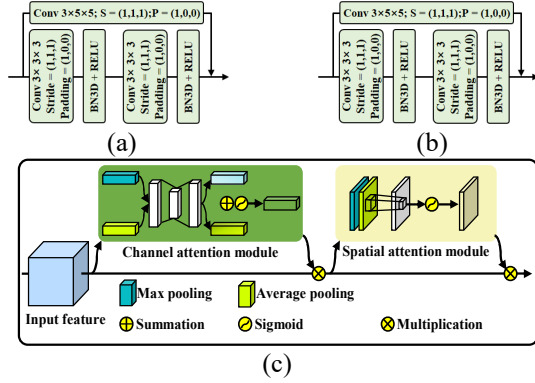 Conv 3×5×5; S = (1,1,1);P = (1,0,0)
Conv 3× 3× 3
Stride = (1,1,1)
Padding = (1,0,0)
BN3D + RELU
Conv 3× 3× 3
Stride = (1,1,1)
Padding = (1,0,0)
BN3D + RELU
(a)
Conv 3×5×5; S = (1,1,1);P = (1,0,0)
Conv 3× 3× 3
Stride = (1,1,1)
Padding = (1,0,0)
BN3D + RELU
Conv 3× 3× 3
Stride = (1,1,1)
Padding = (1,0,0)
BN3D + RELU
(b)
Channel attention module
Spatial attention module
Input feature
Max pooling
Average pooling
Summation
Sigmoid
Multiplication
(c)